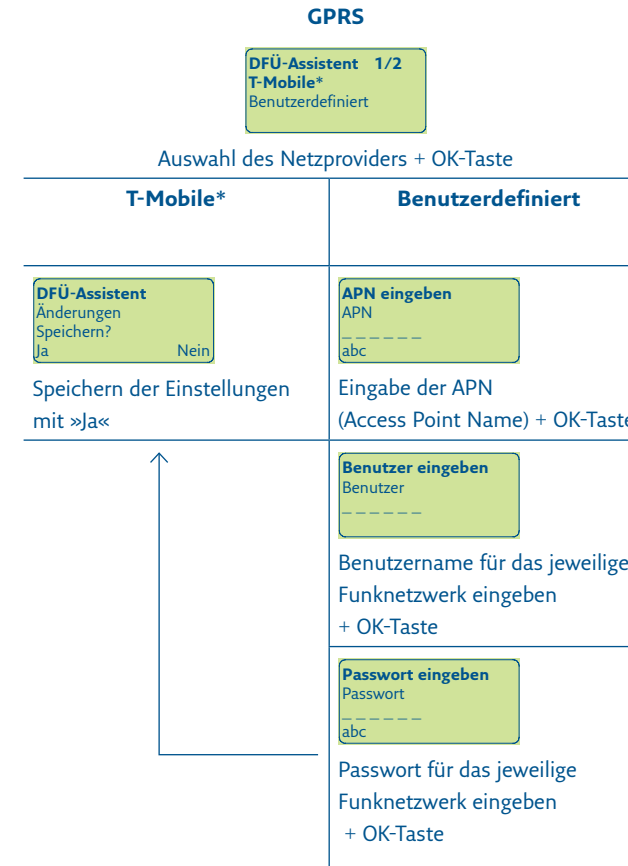 GPRS
DFÜ-Assistent 1/2
T-Mobile*
Benutzerdefiniert
Auswahl des Netzproviders + OK-Taste
T-Mobile*
DFÜ-Assistent
Änderungen
Speichern?
Ja Nein
Speichern der Einstellungen
mit »Ja«
Benutzerdefiniert
APN eingeben
APN
_ _ _ _ _ _
abc
Eingabe der APN
(Access Point Name) + OK-Taste
Benutzer eingeben
Benutzer
_ _ _ _ _ _
Benutzername für das jeweilige
Funknetzwerk eingeben
+ OK-Taste
Passwort eingeben
Passwort
_ _ _ _ _ _
abc
Passwort für das jeweilige
Funknetzwerk eingeben
+ OK-Taste